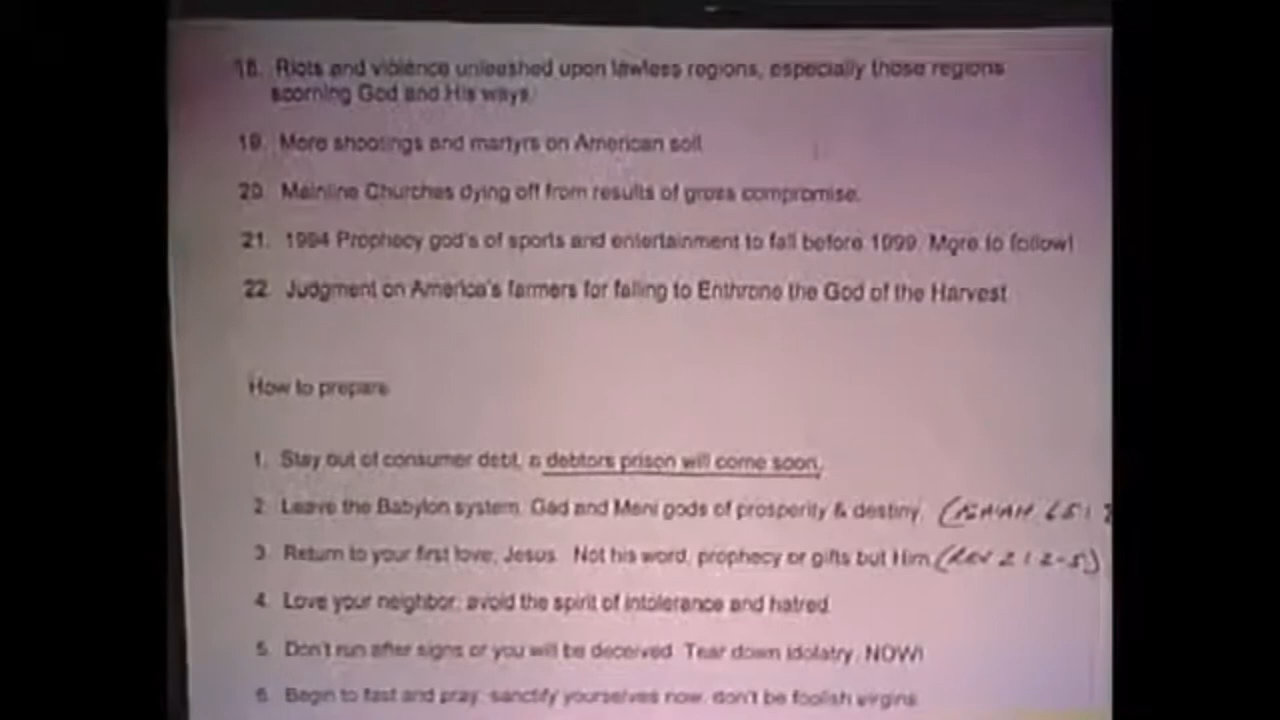 18. Riots and violence unleashed upon lawless regions, especially those regions
scorning God and His ways.
19. More shootings and martyrs on American soil
20. Mainline Churches dying off from results of gross compromise.
21. 1994 Prophecy god's of sports and entertainment to fall before 1999. More to follow!
22 Judgment on America's farmers for failing to Enthrone the God of the Harvest
How to prepare
1. Stay out of consumer debt, a debtors prison will come soon.
2 Leave the Babylon system. Gad and Meni gods of prosperity & destiny. (ISAIAH 65:
3 Return to your first love, Jesus. Not his word, prophecy or gifts but Him (Rev 2:2-5)
4. Love your neighbor, avoid the spirit of intolerance and hatred
5 Don't run after signs or you will be deceived. Tear down idolatry, NOW!
6 Begin to fast and pray, sanctify yourselves now, don't be foolish virgins